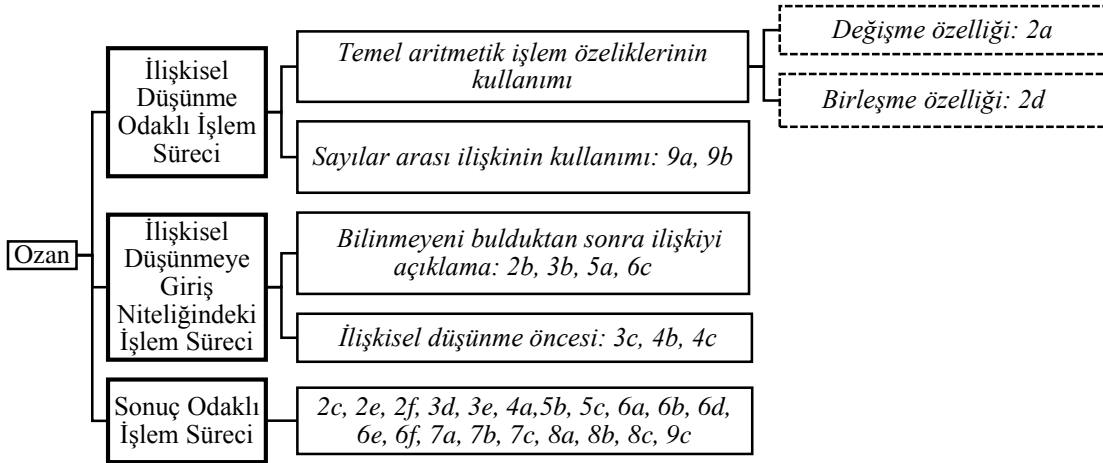 Ozan
İlişkisel
Düşünme
Odaklı İşlem
Süreci
Temel aritmetik işlem özeliklerinin
kullanımı
Değişme özelliği: 2a
Birleşme özelliği: 2d
Sayılar arası ilişkinin kullanımı: 9a, 9b
İlişkisel
Düşünmeye
Giriş
Niteliğindeki
İşlem Süreci
Bilinmeyeni bulduktan sonra ilişkiyi
açıklama: 2b, 3b, 5a, 6c
İlişkisel düşünme öncesi: 3c, 4b, 4c
Sonuç Odaklı
İşlem Süreci
2c, 2e, 2f, 3d, 3e, 4a,5b, 5c, 6a, 6b, 6d,
6e, 6f, 7a, 7b, 7c, 8a, 8b, 8c, 9c